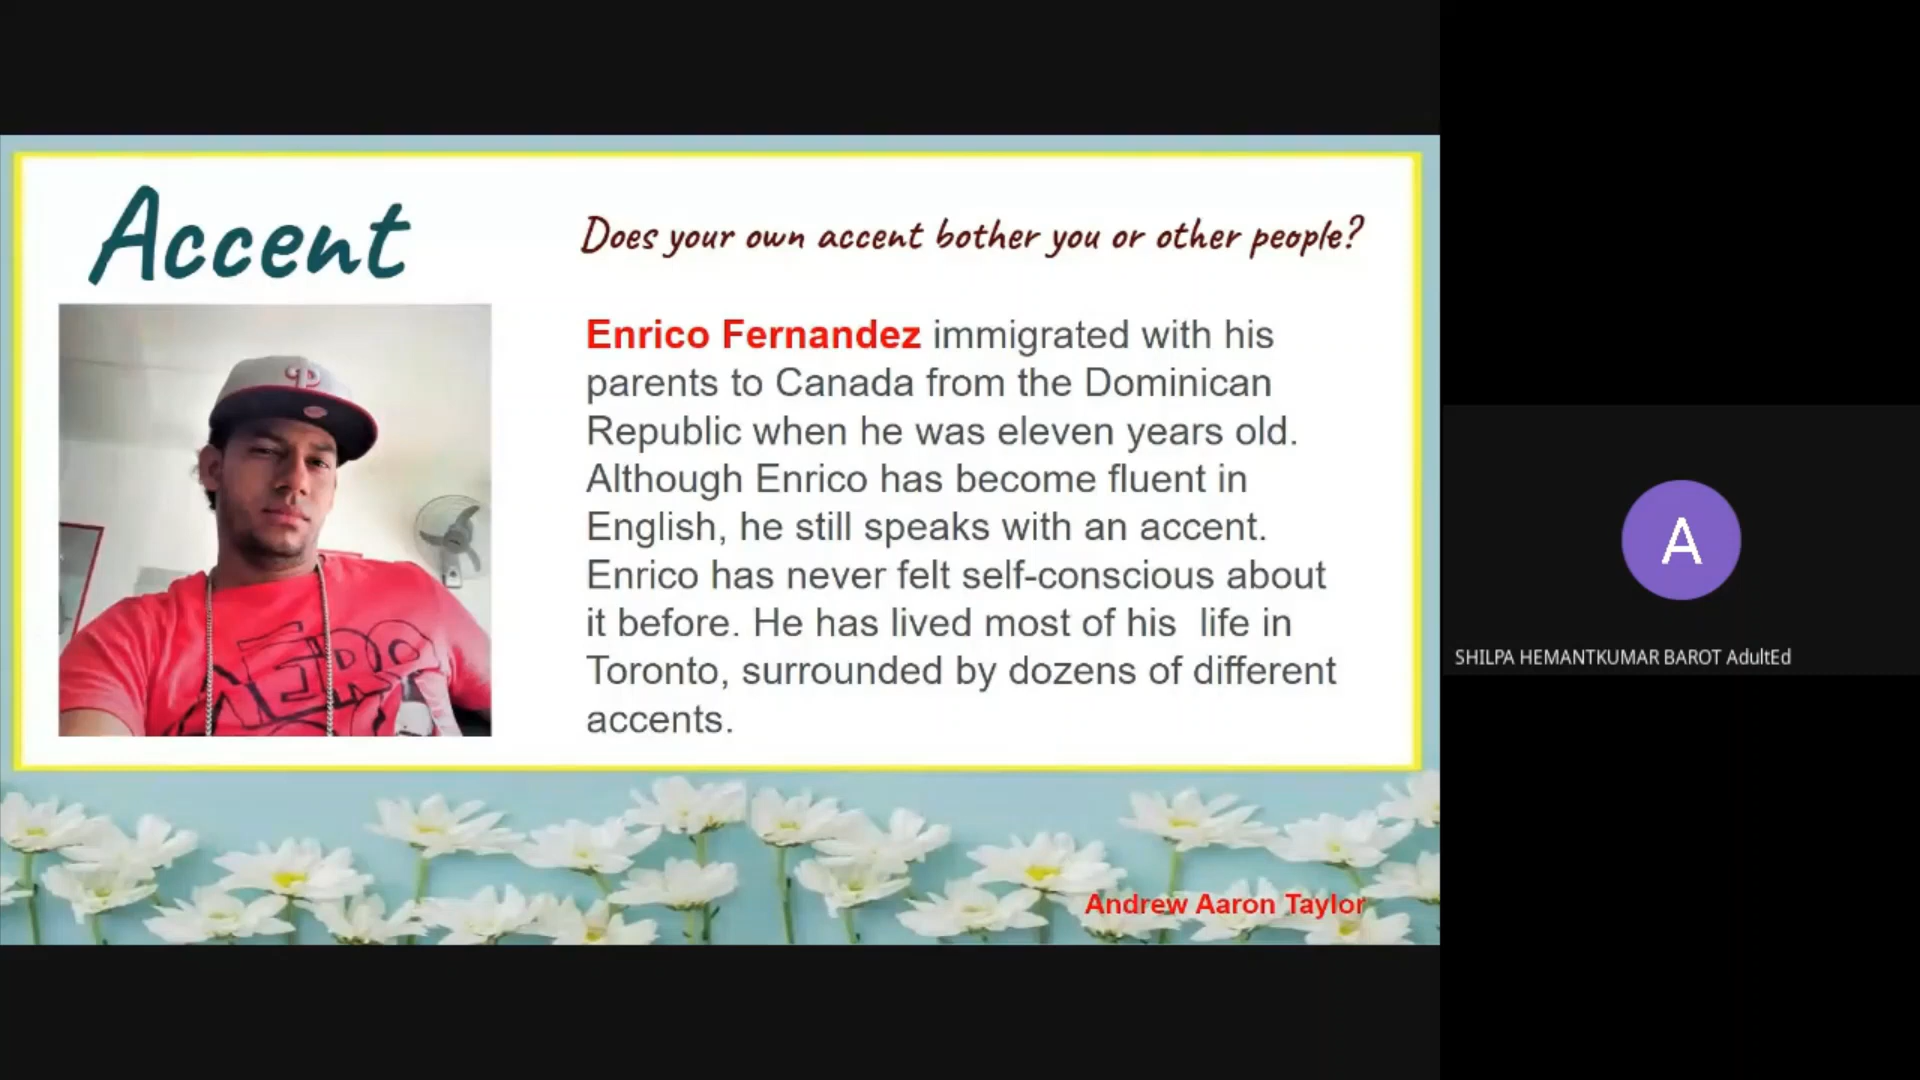 Accent
Does your own accent bother you or other people?
Enrico Fernandez immigrated with his
parents to Canada from the Dominican
Republic when he was eleven years old.
Although Enrico has become fluent in
English, he still speaks with an accent.
Enrico has never felt self-conscious about
it before. He has lived most of his  life in
Toronto, surrounded by dozens of different
accents.
AERO
Andrew Aaron Taylor
A
SHILPA HEMANTKUMAR BAROT AdultEd